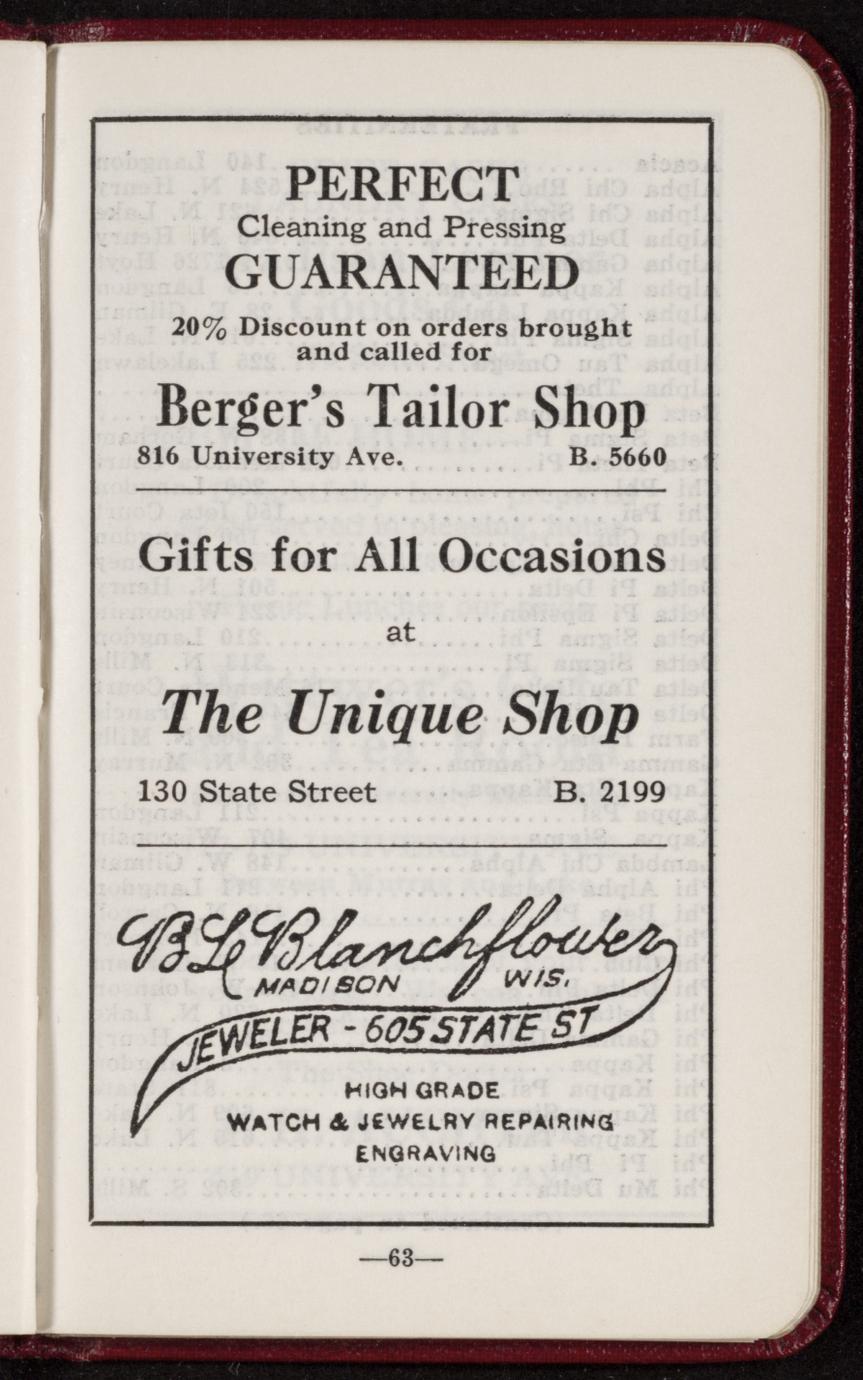 PERFECT
Cleaning and Pressing
GUARANTEED
20% Discount on orders brought
and called for
Berger's Tailor Shop
816 University Ave. B. 5660
Gifts for All Occasions
at
The Unique Shop
130 State Street B. 2199
B L Blanchflower
MADISON WIS.
JEWELER - 605 STATE ST
HIGH GRADE
WATCH & JEWELRY REPAIRING
ENGRAVING
—63—